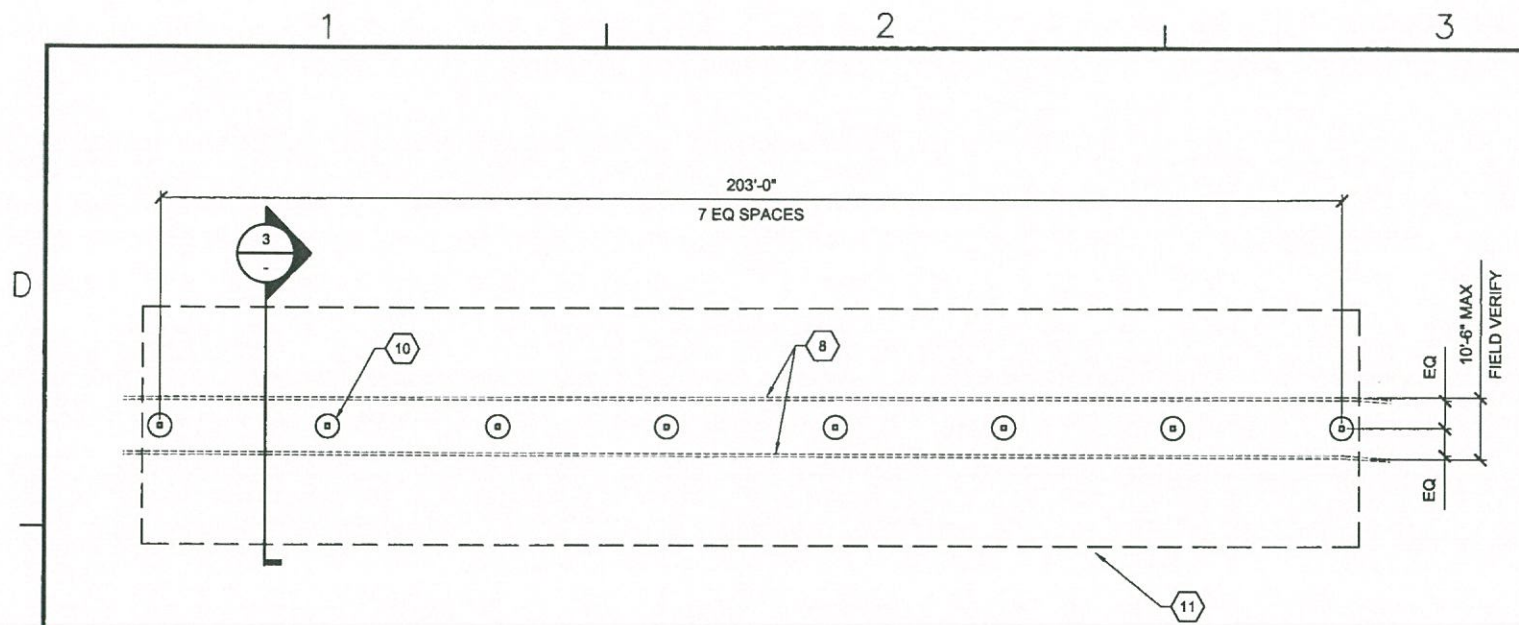 1
2
3
203'-0"
7 EQ SPACES
3
-
D
10'-6" MAX
FIELD VERIFY
EQ
10
8
EQ
11